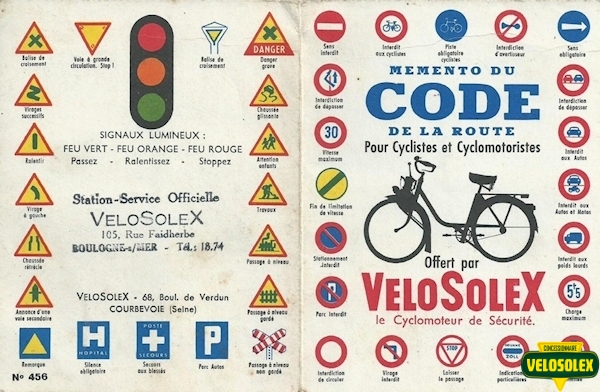 Balise de
croisement
Voie à grande
circulation. Stop !
Balise de
croisement
DANGER
Danger
grave
Virages
successifs
Chaussée
glissante
SIGNAUX LUMINEUX :
FEU VERT - FEU ORANGE - FEU ROUGE
Passez - Ralentissez - Stoppez
Ralentir
Attention
enfants
Station-Service Officielle
VELOSOLEX
105, Rue Faidherbe
BOULOGNE-s/MER - Tél.: 18.74
Virage
à gauche
Travaux
Chaussée
rétrécie
Passage à niveau
VELOSOLEX - 68, Boul. de Verdun
COURBEVOIE (Seine)
Annonce d'une
voie secondaire
Passage à niveau
gardé
H
HOPITAL
POSTE
SECOURS
P
Remorque
Silence
obligatoire
Secours
aux blessés
Parc Autos
Passage à niveau
non gardé
Nº 456
Sens
interdit
Interdit
aux cyclistes
Piste
obligatoire
cyclistes
Interdiction
d'avertisseur
Sens
obligatoire
MEMENTO DU
CODE
DE LA ROUTE
Pour Cyclistes et Cyclomotoristes
Interdiction
de dépasser
Interdiction
de dépasser
30
Vitesse
maximum
Interdit
aux Autos
Fin de limitation
de vitesse
Interdit aux
Autos et Motos
Stationnement
Interdit
Interdit aux
poids lourds
Offert par
VELOSOLEX
le Cyclomoteur de Sécurité.
P
Parc Interdit
5T5
Charge
maximum
STOP
ZOLL
Interdiction
de circuler
Virage
à gauche interdit
Laisser
le passage
Indications
particulières
CONCESSIONNAIRE
VELOSOLEX